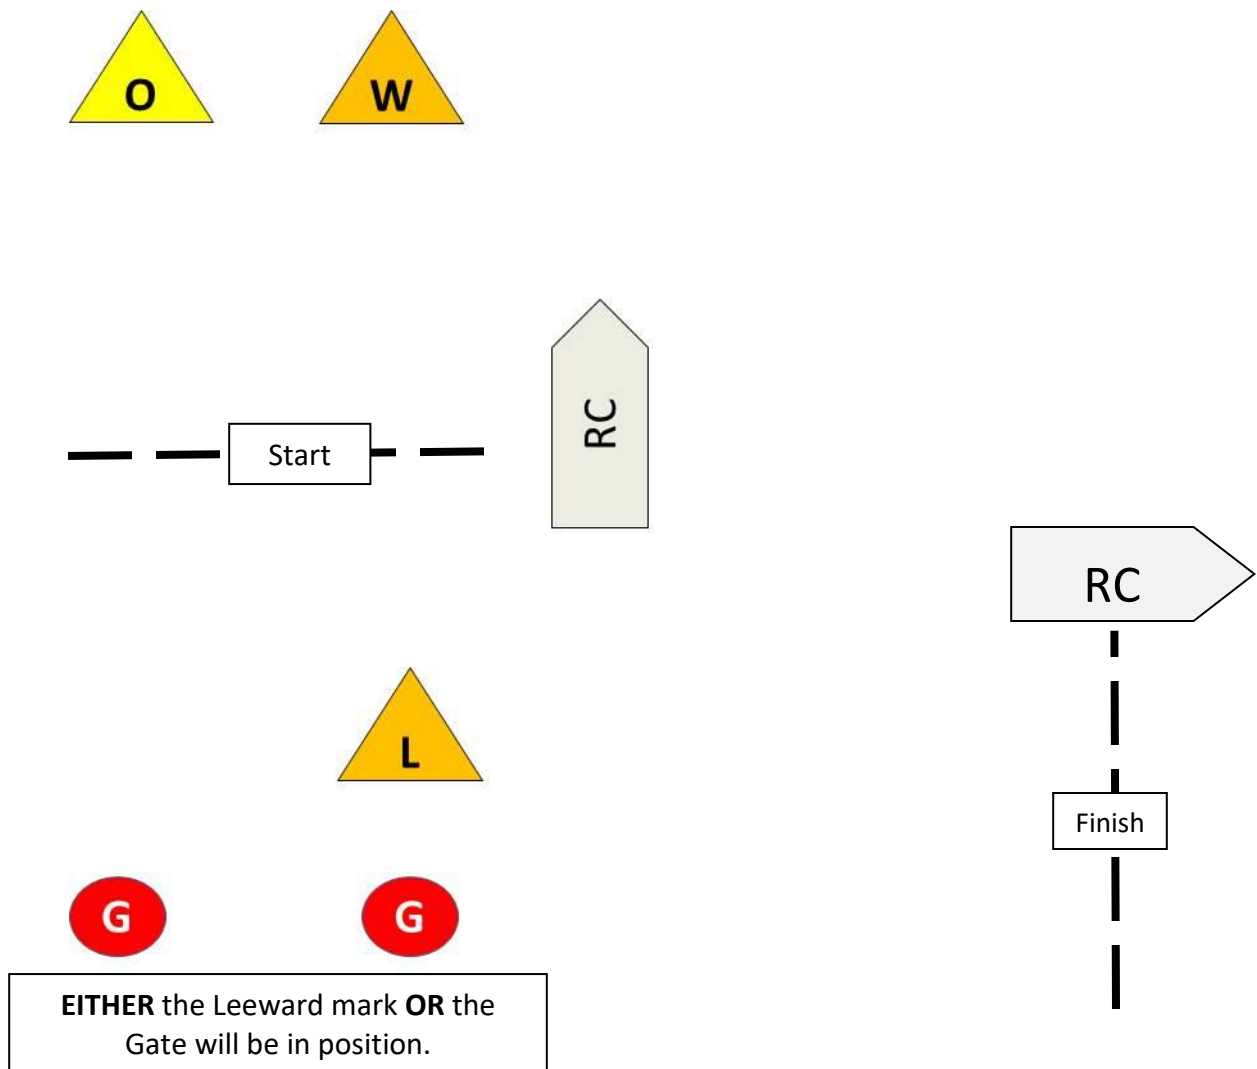 O
W
RC
Start
RC
L
Finish
G
G
EITHER the Leeward mark OR the
Gate will be in position.